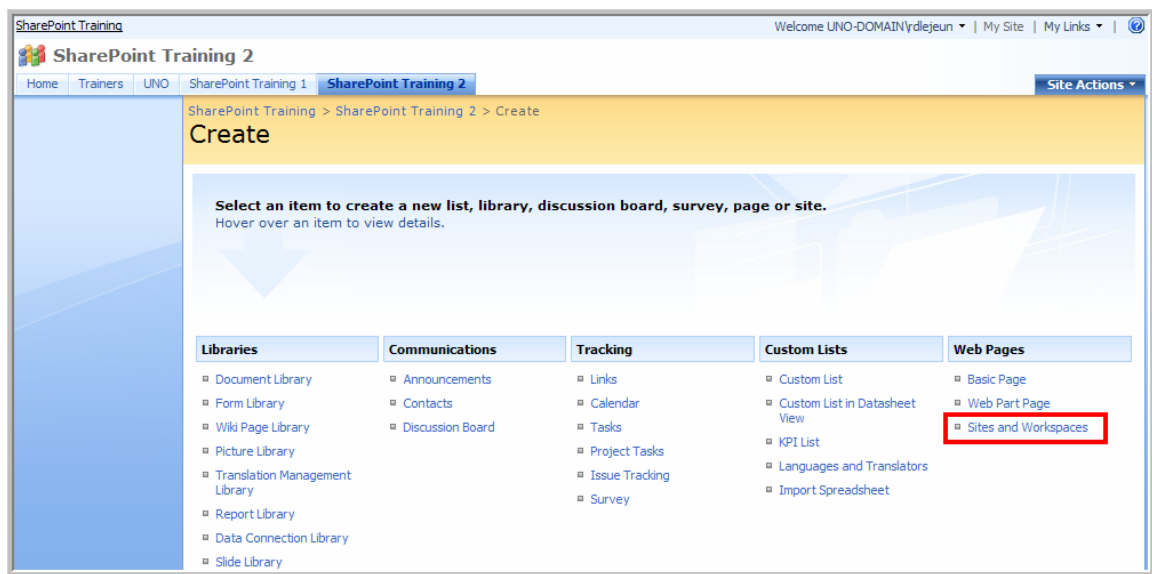 SharePoint Training
Welcome UNO-DOMAIN\rdlejeun | My Site | My Links |
SharePoint Training 2
Home Trainers UNO SharePoint Training 1 SharePoint Training 2 Site Actions
SharePoint Training > SharePoint Training 2 > Create
Create
Select an item to create a new list, library, discussion board, survey, page or site.
Hover over an item to view details.
Libraries
Document Library
Form Library
Wiki Page Library
Picture Library
Translation Management
Library
Report Library
Data Connection Library
Slide Library
Communications
Announcements
Contacts
Discussion Board
Tracking
Links
Calendar
Tasks
Project Tasks
Issue Tracking
Survey
Custom Lists
Custom List
Custom List in Datasheet
View
KPI List
Languages and Translators
Import Spreadsheet
Web Pages
Basic Page
Web Part Page
Sites and Workspaces